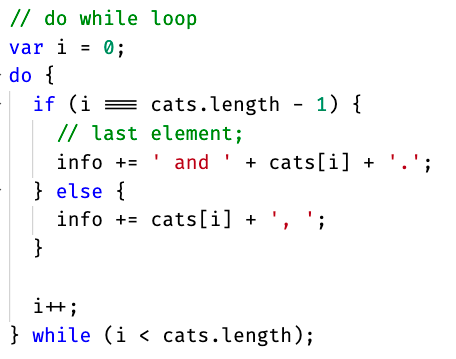 // do while loop
var i = 0;
do {
if (i === cats.length - 1) {
// last element;
info += ' and ' + cats[i] + '.';
} else {
info += cats[i] + ', ';
}
i++;
} while (i < cats.length);